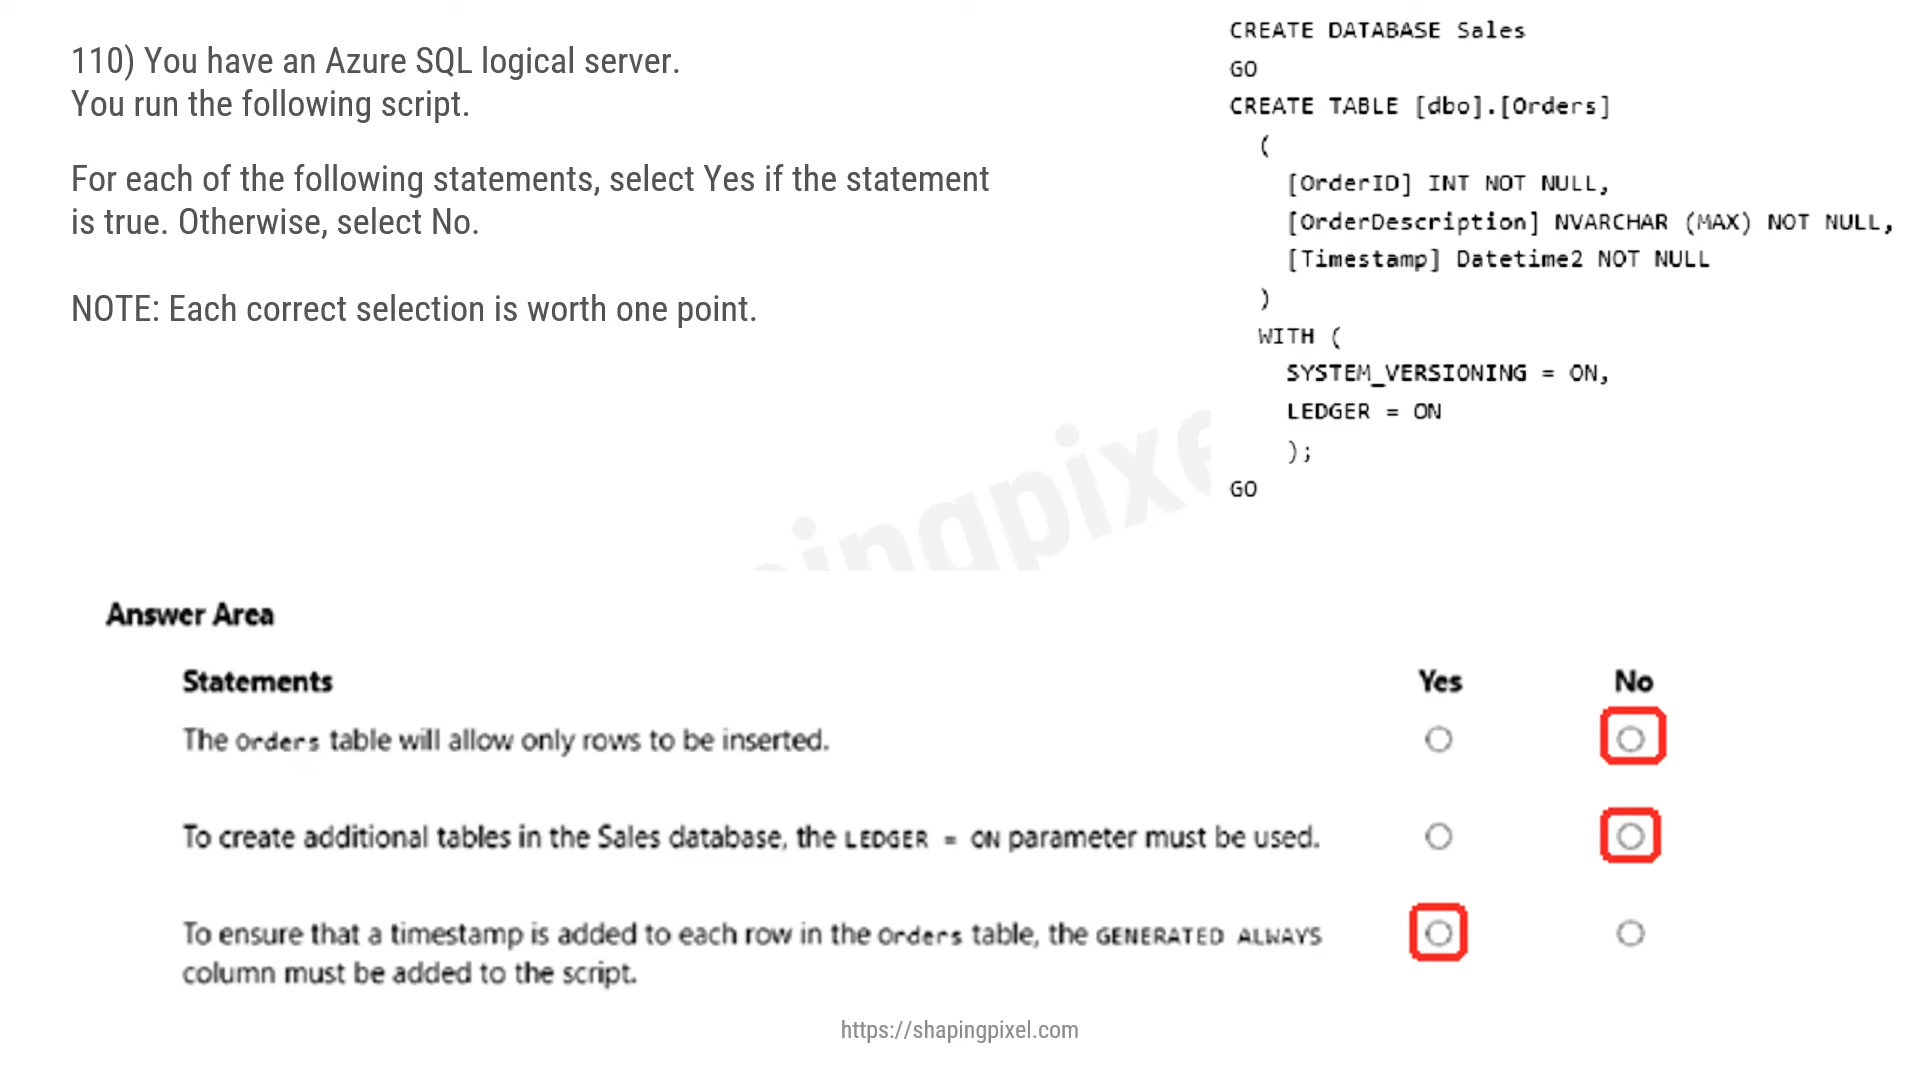 110) You have an Azure SQL logical server.
You run the following script.
For each of the following statements, select Yes if the statement
is true. Otherwise, select No.
NOTE: Each correct selection is worth one point.
CREATE DATABASE Sales
GO
CREATE TABLE [dbo].[Orders]
(
[OrderID] INT NOT NULL,
[OrderDescription] NVARCHAR (MAX) NOT NULL,
[Timestamp] Datetime2 NOT NULL
)
WITH (
SYSTEM_VERSIONING = ON,
LEDGER = ON
);
GO
ingpixe
Answer Area
Statements Yes No
The Orders table will allow only rows to be inserted.
To create additional tables in the Sales database, the LEDGER = ON parameter must be used.
To ensure that a timestamp is added to each row in the Orders table, the GENERATED ALWAYS
column must be added to the script.
https://shapingpixel.com